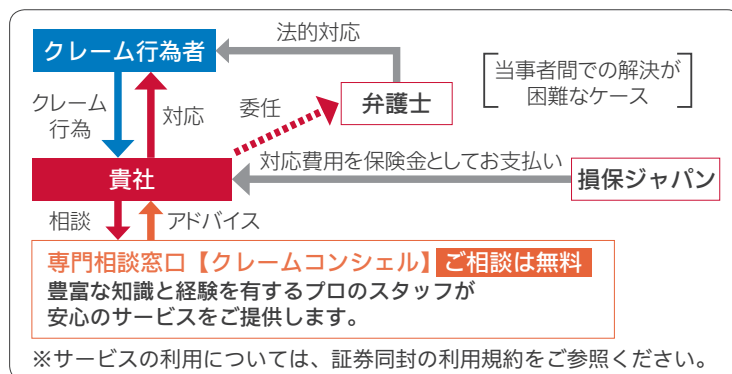 法的対応
クレーム行為者
当事者間での解決が
困難なケース
クレーム
行為
対応
委任
弁護士
対応費用を保険金としてお支払い
貴社
損保ジャパン
相談
アドバイス
専門相談窓口【クレームコンシェル】 ご相談は無料
豊富な知識と経験を有するプロのスタッフが
安心のサービスをご提供します。
※サービスの利用については、証券同封の利用規約をご参照ください。